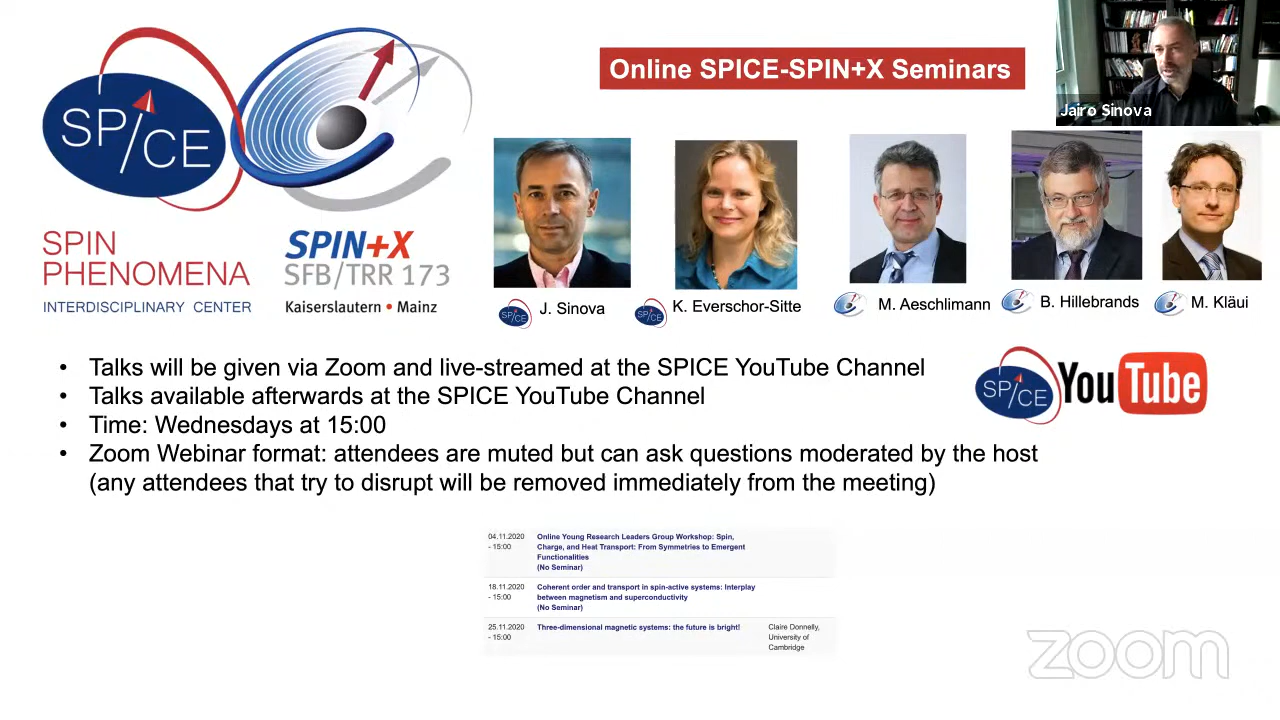 Online SPICE-SPIN+X Seminars
Jairo Sinova
SPICE
SPIN
PHENOMENA
INTERDISCIPLINARY CENTER
SPIN+X
SFB/TRR 173
Kaiserslautern • Mainz
SPICE
J. Sinova
SPICE
K. Everschor-Sitte
M. Aeschlimann
B. Hillebrands
M. Kläui
• Talks will be given via Zoom and live-streamed at the SPICE YouTube Channel
• Talks available afterwards at the SPICE YouTube Channel
• Time: Wednesdays at 15:00
• Zoom Webinar format: attendees are muted but can ask questions moderated by the host
(any attendees that try to disrupt will be removed immediately from the meeting)
SPICE
YouTube
04.11.2020
- 15:00
Online Young Research Leaders Group Workshop: Spin,
Charge, and Heat Transport: From Symmetries to Emergent
Functionalities
(No Seminar)
18.11.2020
- 15:00
Coherent order and transport in spin-active systems: Interplay
between magnetism and superconductivity
(No Seminar)
25.11.2020
- 15:00
Three-dimensional magnetic systems: the future is bright!
Claire Donnelly,
University of
Cambridge
zoom